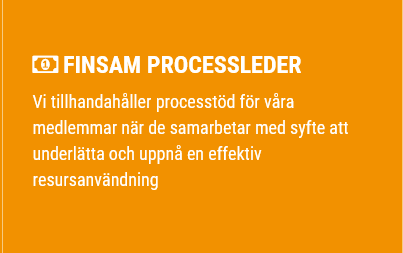 FINSAM PROCESSLEDER
Vi tillhandahåller processtöd för våra
medlemmar när de samarbetar med syfte att
underlätta och uppnå en effektiv
resursanvändning